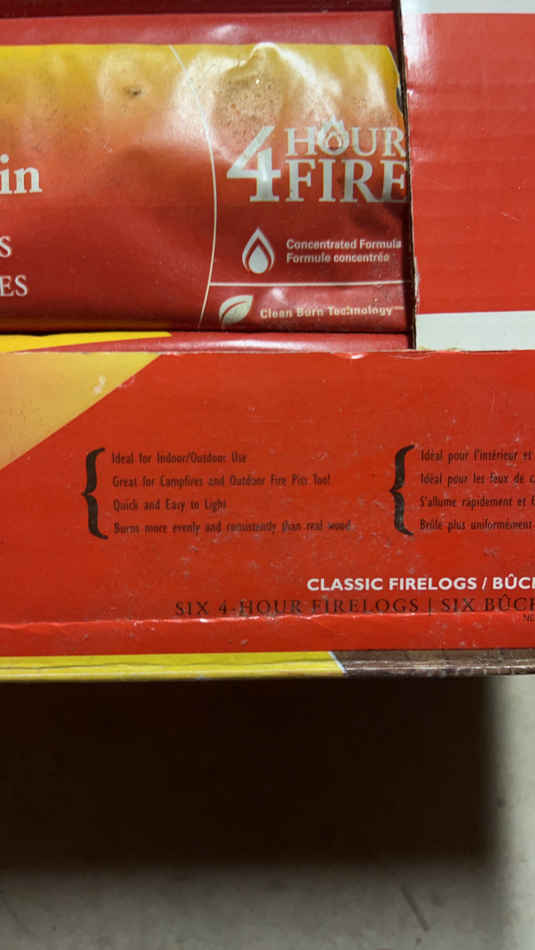 in
4 HOUR
FIRE
S
ES
Concentrated Formula
Formule concentrée
Clean Burn Technology
Ideal for Indoor/Outdoor Use
Great for Campfires and Outdoor Fire Pits Too!
Quick and Easy to Light
Burns more evenly and consistently than real wood
Idéal pour l'intérieur et
Idéal pour les feux de c
S'allume rapidement et
Brûle plus uniformément
CLASSIC FIRELOGS / BÛCH
SIX 4-HOUR FIRELOGS | SIX BÛCH